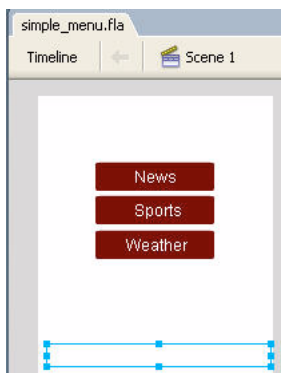 simple_menu.fla
Timeline Scene 1
News
Sports
Weather